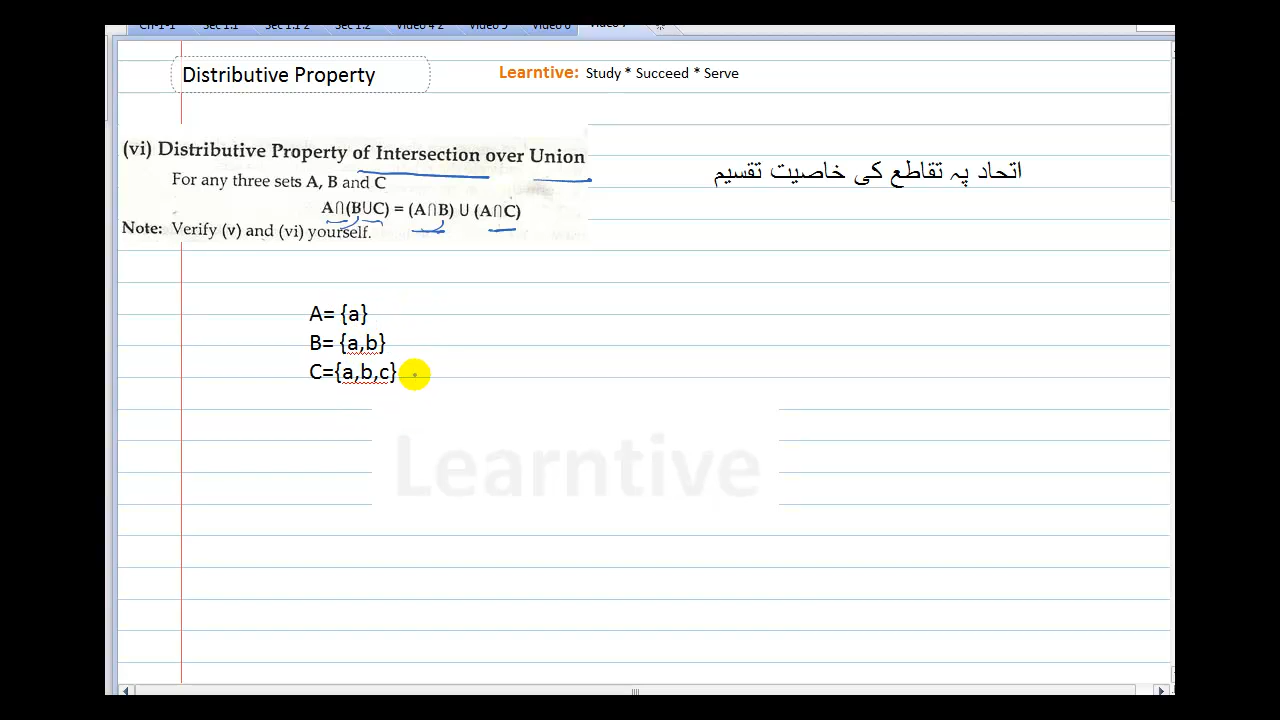 Distributive Property
Learntive: Study * Succeed * Serve
(vi) Distributive Property of Intersection over Union
For any three sets A, B and C
A∩(B∪C) = (A∩B) ∪ (A∩C)
Note: Verify (v) and (vi) yourself.
اتحاد پہ تقاطع کی خاصیت تقسیم
A= {a}
B= {a,b}
C={a,b,c}
Learntive